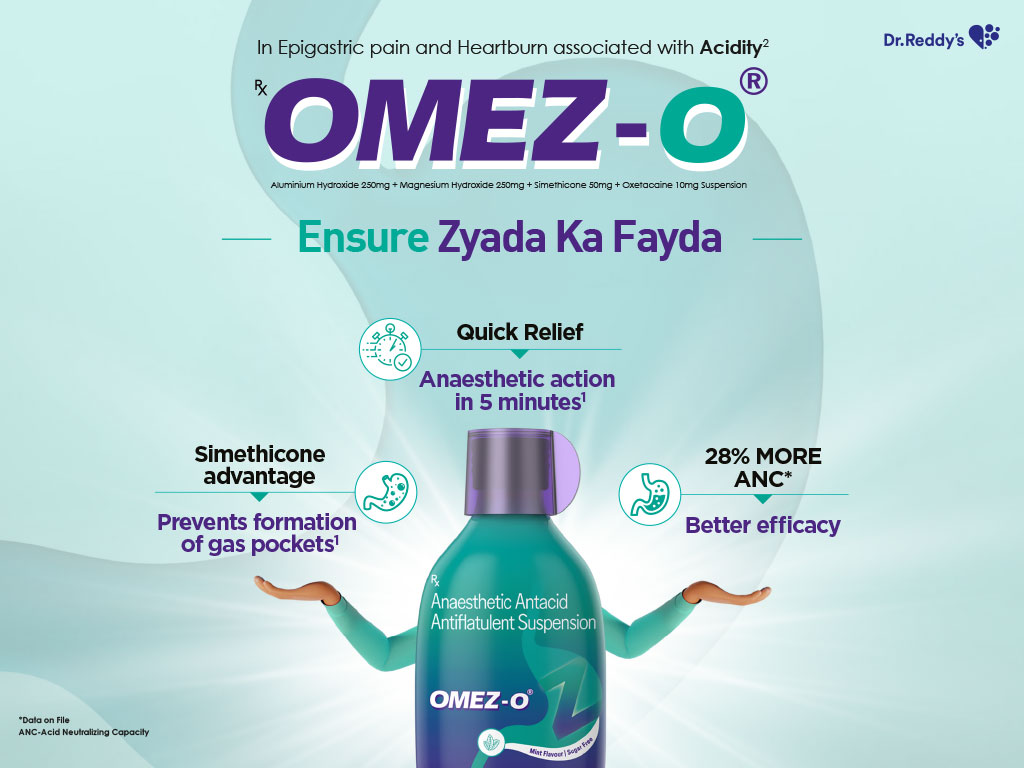 Dr.Reddy's
In Epigastric pain and Heartburn associated with Acidity²
Rx OMEZ-O®
Aluminium Hydroxide 250mg + Magnesium Hydroxide 250mg + Simethicone 50mg + Oxetacaine 10mg Suspension
Ensure Zyada Ka Fayda
Quick Relief
Anaesthetic action
in 5 minutes¹
Simethicone
advantage
Prevents formation
of gas pockets¹
28% MORE
ANC*
Better efficacy
Rx
Anaesthetic Antacid
Antiflatulent Suspension
OMEZ-O®
Mint Flavour | Sugar Free
*Data on File
ANC-Acid Neutralizing Capacity